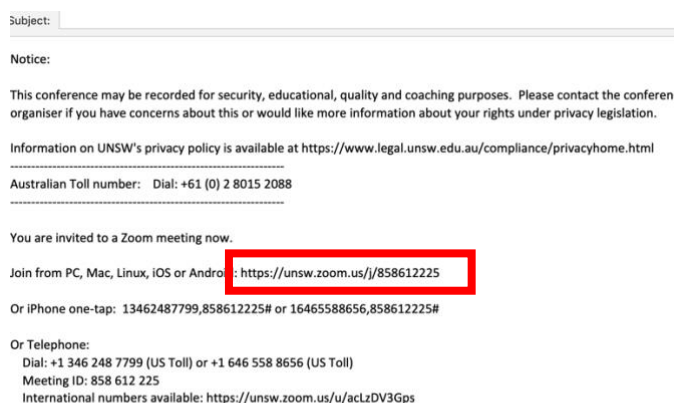 Subject:
Notice:
This conference may be recorded for security, educational, quality and coaching purposes. Please contact the
organiser if you have concerns about this or would like more information about your rights under privacy legislation.
Information on UNSW's privacy policy is available at https://www.legal.unsw.edu.au/compliance/privacyhome.html
----------------------------------------------------------------
Australian Toll number: Dial: +61 (0) 2 8015 2088
----------------------------------------------------------------
You are invited to a Zoom meeting now.
Join from PC, Mac, Linux, iOS or : https://unsw.zoom.us/j/858612225
Or iPhone one-tap: 13462487799,858612225# or 16465588656,858612225#
Or Telephone:
Dial: +1 346 248 7799 (US Toll) or +1 646 558 8656 (US Toll)
Meeting ID: 858 612 225
International numbers available: https://unsw.zoom.us/u/acLzDV3Gps